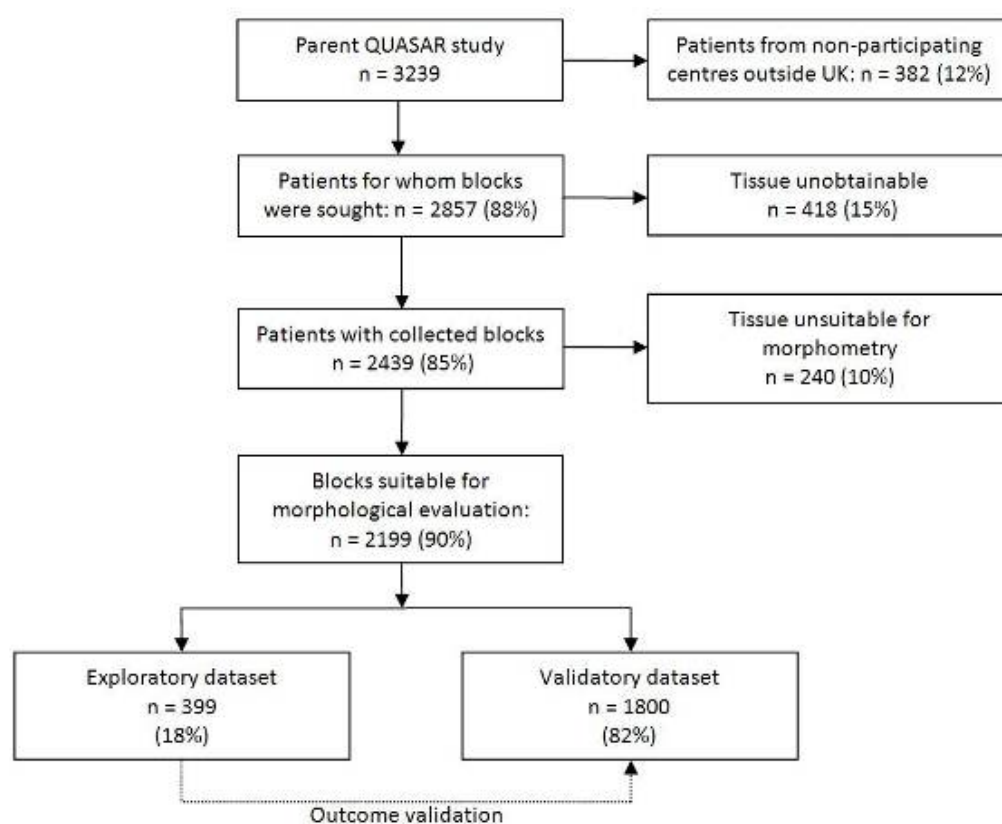 Parent QUASAR study
n = 3239
Patients from non-participating
centres outside UK: n = 382 (12%)
Patients for whom blocks
were sought: n = 2857 (88%)
Tissue unobtainable
n = 418 (15%)
Patients with collected blocks
n = 2439 (85%)
Tissue unsuitable for
morphometry
n = 240 (10%)
Blocks suitable for
morphological evaluation:
n = 2199 (90%)
Exploratory dataset
n = 399
(18%)
Validatory dataset
n = 1800
(82%)
Outcome validation